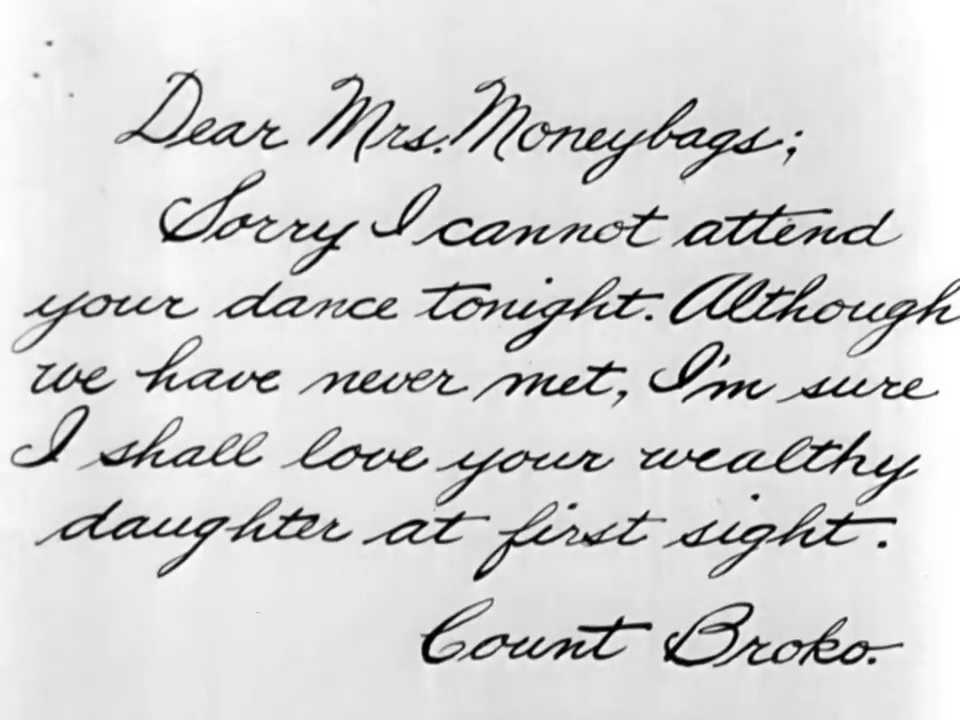 Dear Mrs. Moneybags;
Sorry I cannot attend
your dance tonight. Although
we have never met, I'm sure
I shall love your wealthy
daughter at first sight.
Count Broko.